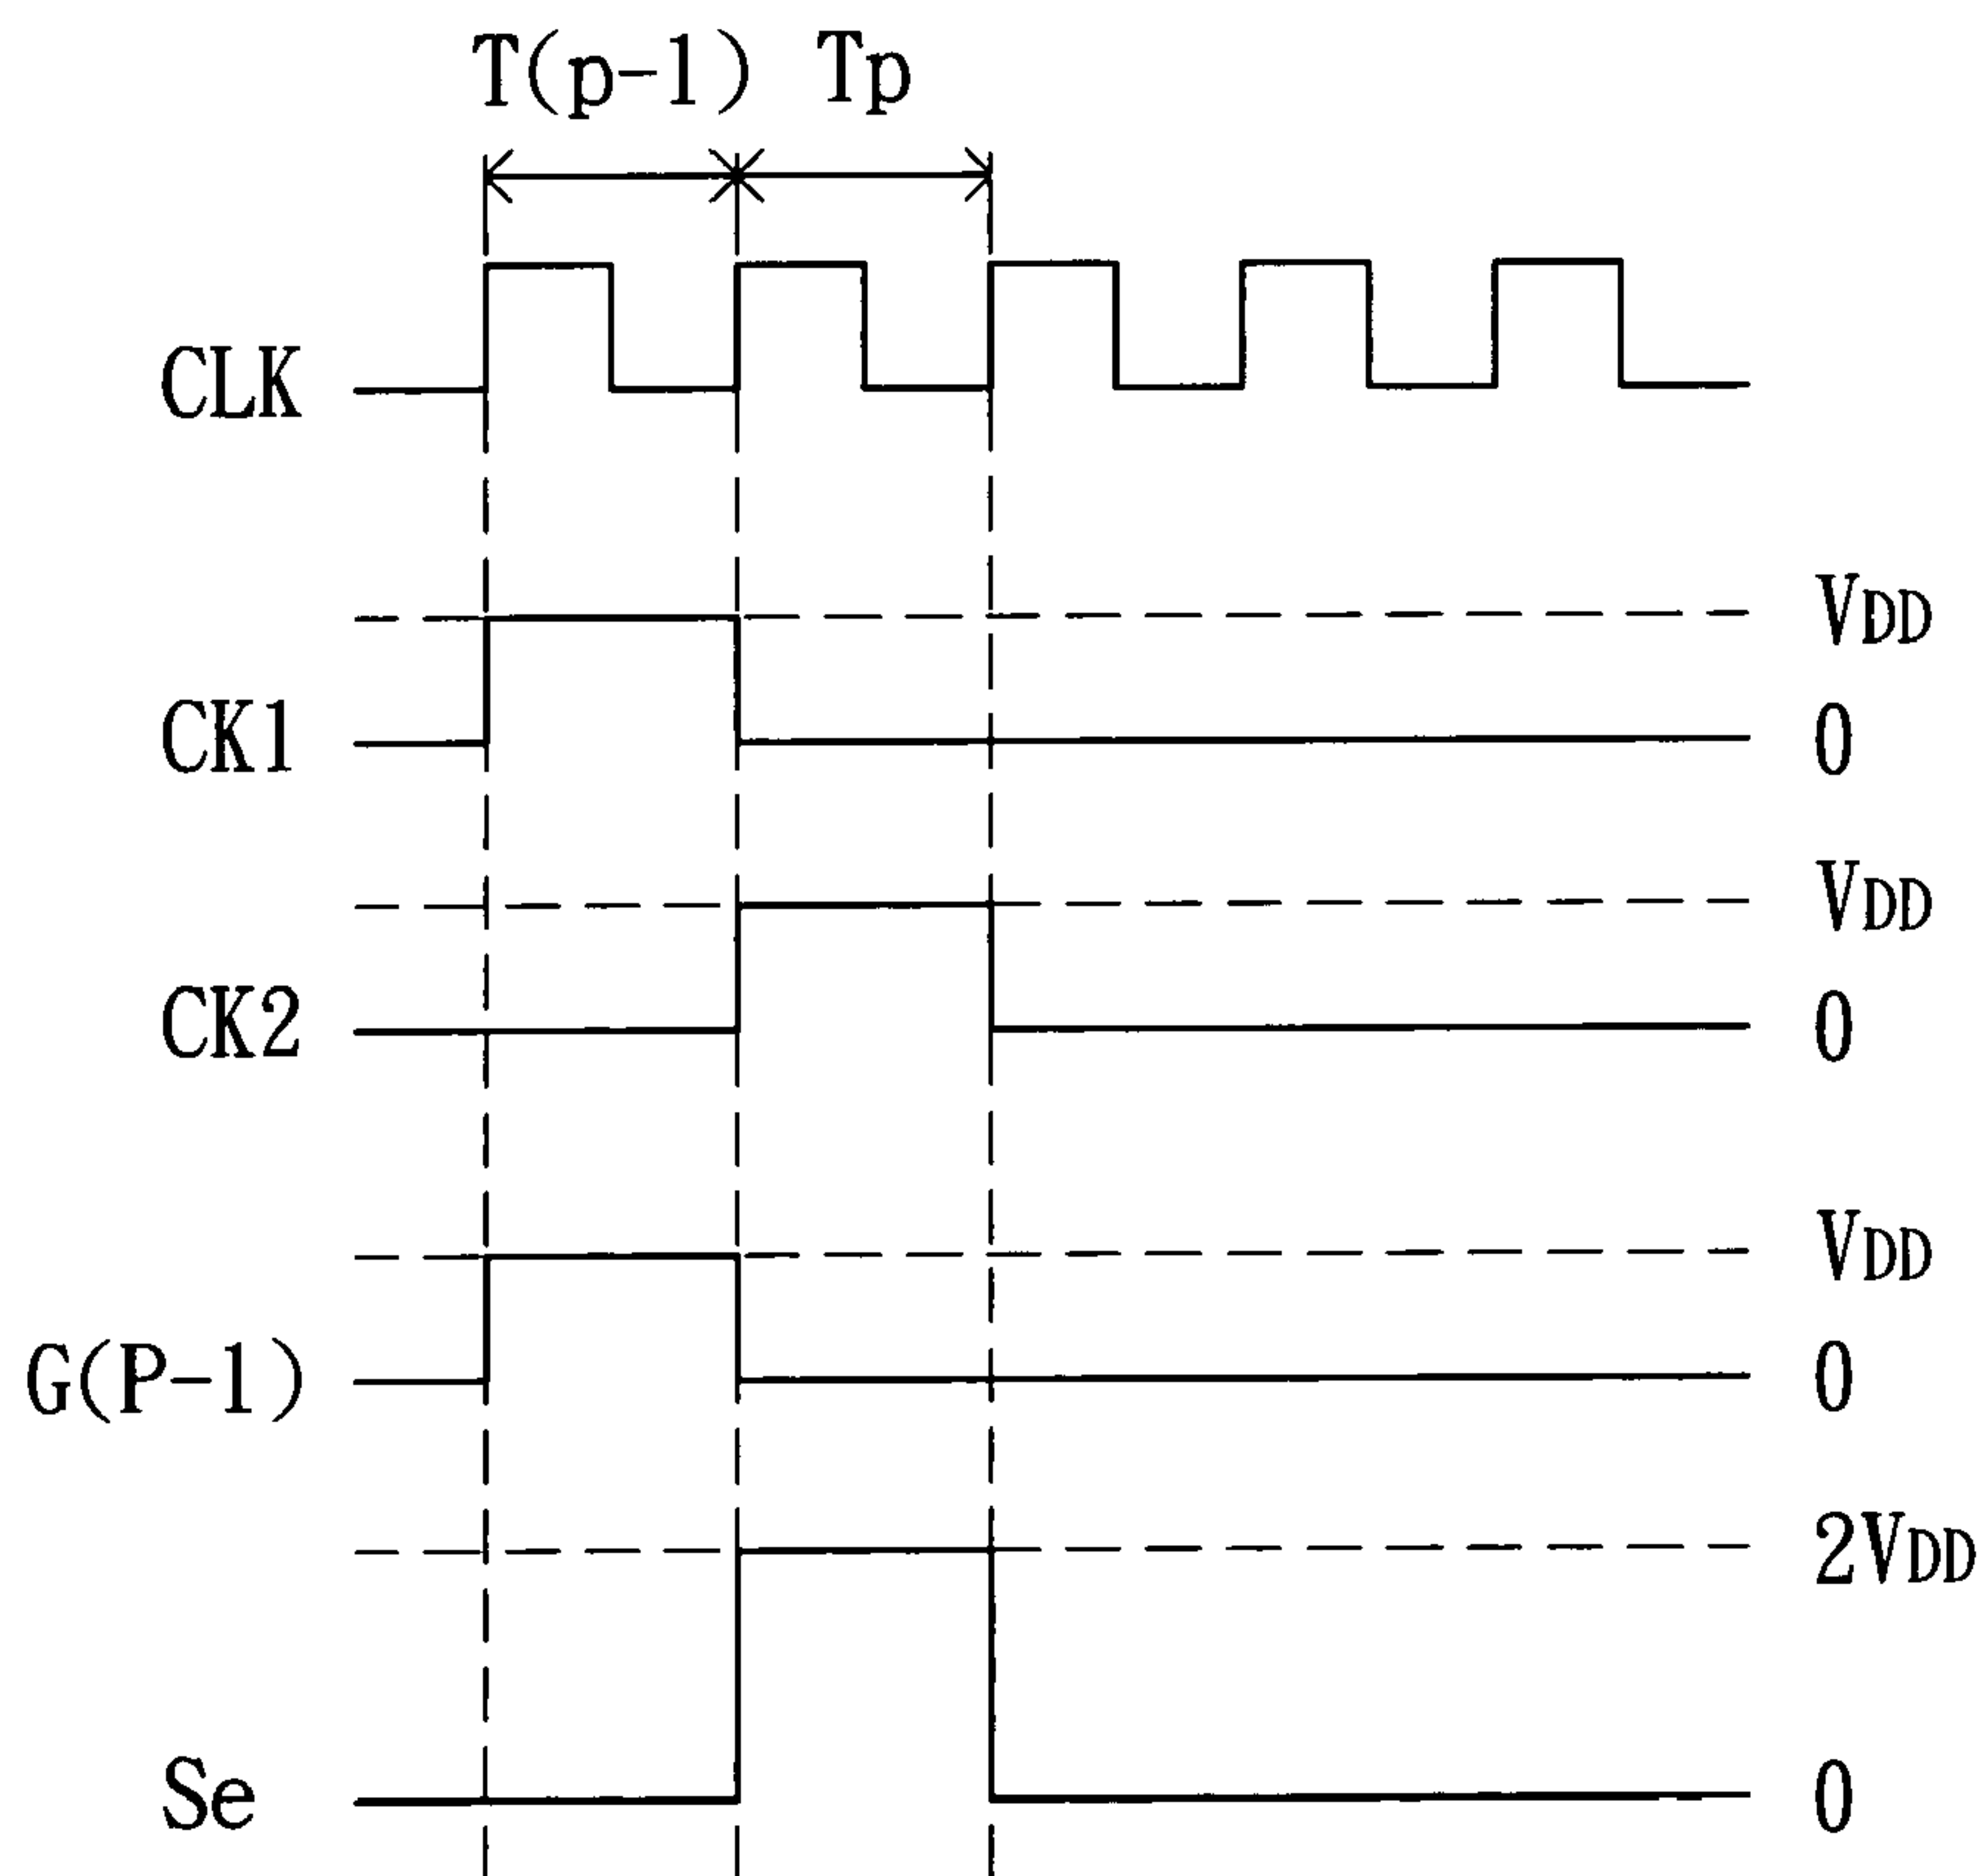 T(p-1) Tp
CLK
VDD
CK1 0
VDD
CK2 0
VDD
G(P-1) 0
2VDD
Se 0